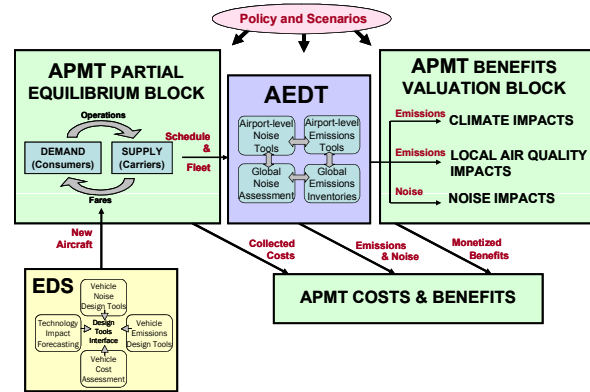 Policy and Scenarios
APMT PARTIAL
EQUILIBRIUM BLOCK
Operations
DEMAND
(Consumers)
SUPPLY
(Carriers)
Fares
Schedule
&
Fleet
AEDT
Airport-level
Noise
Tools
Airport-level
Emissions
Tools
Global
Noise
Assessment
Global
Emissions
Inventories
APMT BENEFITS
VALUATION BLOCK
Emissions
CLIMATE IMPACTS
Emissions
LOCAL AIR QUALITY
IMPACTS
Noise
NOISE IMPACTS
New
Aircraft
Collected
Costs
Emissions
& Noise
Monetized
Benefits
EDS
Vehicle
Noise
Design Tools
Technology
Impact
Forecasting
Design
Tools
Interface
Vehicle
Emissions
Design Tools
Vehicle
Cost
Assessment
APMT COSTS & BENEFITS